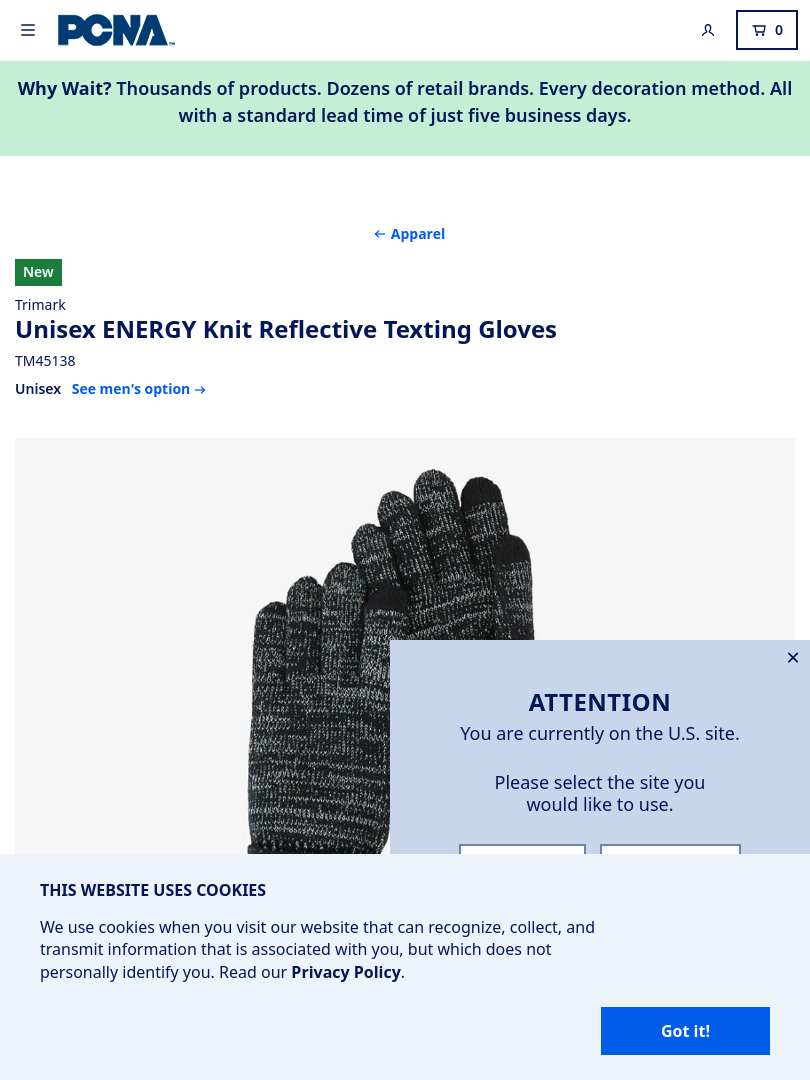 PCNA™
0
Why Wait? Thousands of products. Dozens of retail brands. Every decoration method. All
with a standard lead time of just five business days.
← Apparel
New
Trimark
Unisex ENERGY Knit Reflective Texting Gloves
TM45138
Unisex See men's option →
ATTENTION
You are currently on the U.S. site.
Please select the site you
would like to use.
THIS WEBSITE USES COOKIES
We use cookies when you visit our website that can recognize, collect, and
transmit information that is associated with you, but which does not
personally identify you. Read our Privacy Policy.
Got it!